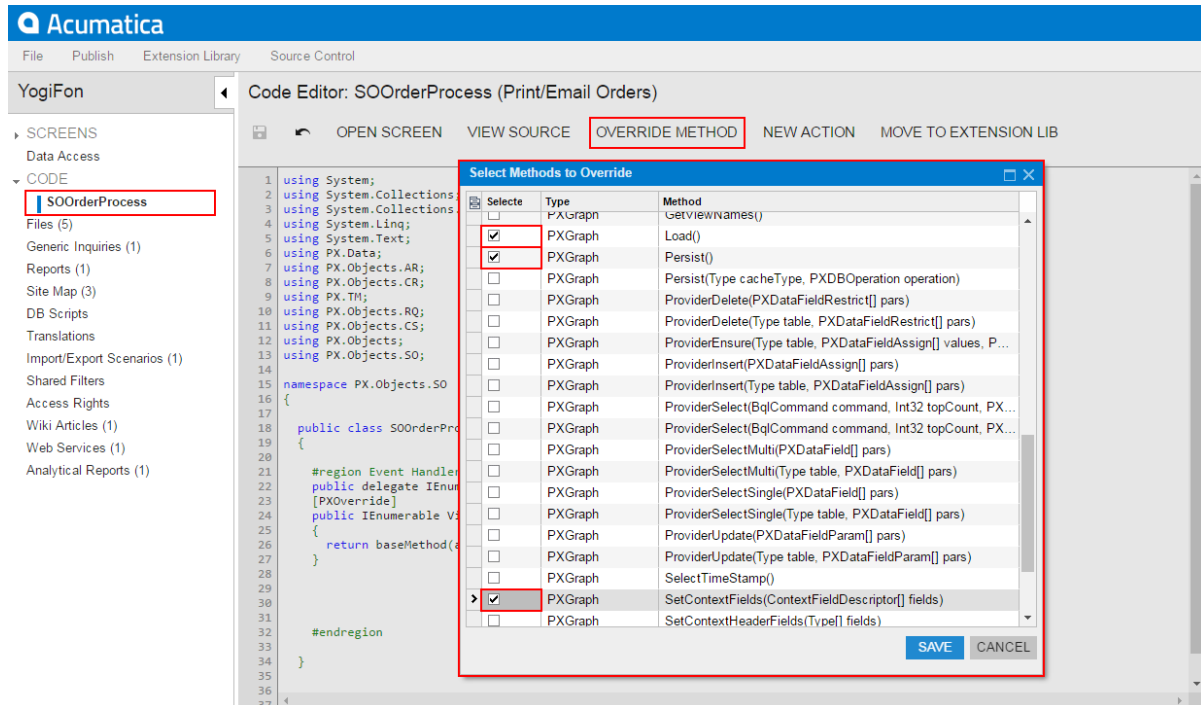 Acumatica
File Publish Extension Library Source Control
YogiFon
Code Editor: SOOrderProcess (Print/Email Orders)
SCREENS
Data Access
CODE
SOOrderProcess
Files (5)
Generic Inquiries (1)
Reports (1)
Site Map (3)
DB Scripts
Translations
Import/Export Scenarios (1)
Shared Filters
Access Rights
Wiki Articles (1)
Web Services (1)
Analytical Reports (1)
OPEN SCREEN VIEW SOURCE OVERRIDE METHOD NEW ACTION MOVE TO EXTENSION LIB
1 using System;
2 using System.Collections;
3 using System.Collections.
4 using System.Linq;
5 using System.Text;
6 using PX.Data;
7 using PX.Objects.AR;
8 using PX.Objects.CR;
9 using PX.TM;
10 using PX.Objects.RQ;
11 using PX.Objects.CS;
12 using PX.Objects;
13 using PX.Objects.SO;
14
15 namespace PX.Objects.SO
16 {
17
18 public class SOOrderPro
19 {
20
21 #region Event Handler
22 public delegate IEnum
23 [PXOverride]
24 public IEnumerable Vi
25 {
26 return baseMethod(a
27 }
28
29
30
31
32 #endregion
33
34 }
35
36
37
Select Methods to Override
Selecte Type Method
PXGraph GetViewNames()
PXGraph Load()
PXGraph Persist()
PXGraph Persist(Type cacheType, PXDBOperation operation)
PXGraph ProviderDelete(PXDataFieldRestrict[] pars)
PXGraph ProviderDelete(Type table, PXDataFieldRestrict[] pars)
PXGraph ProviderEnsure(Type table, PXDataFieldAssign[] values, P...
PXGraph ProviderInsert(PXDataFieldAssign[] pars)
PXGraph ProviderInsert(Type table, PXDataFieldAssign[] pars)
PXGraph ProviderSelect(BqlCommand command, Int32 topCount, PX...
PXGraph ProviderSelect(BqlCommand command, Int32 topCount, PX...
PXGraph ProviderSelectMulti(PXDataField[] pars)
PXGraph ProviderSelectMulti(Type table, PXDataField[] pars)
PXGraph ProviderSelectSingle(PXDataField[] pars)
PXGraph ProviderSelectSingle(Type table, PXDataField[] pars)
PXGraph ProviderUpdate(PXDataFieldParam[] pars)
PXGraph ProviderUpdate(Type table, PXDataFieldParam[] pars)
PXGraph SelectTimeStamp()
PXGraph SetContextFields(ContextFieldDescriptor[] fields)
PXGraph SetContextHeaderFields(Type[] fields)
SAVE CANCEL